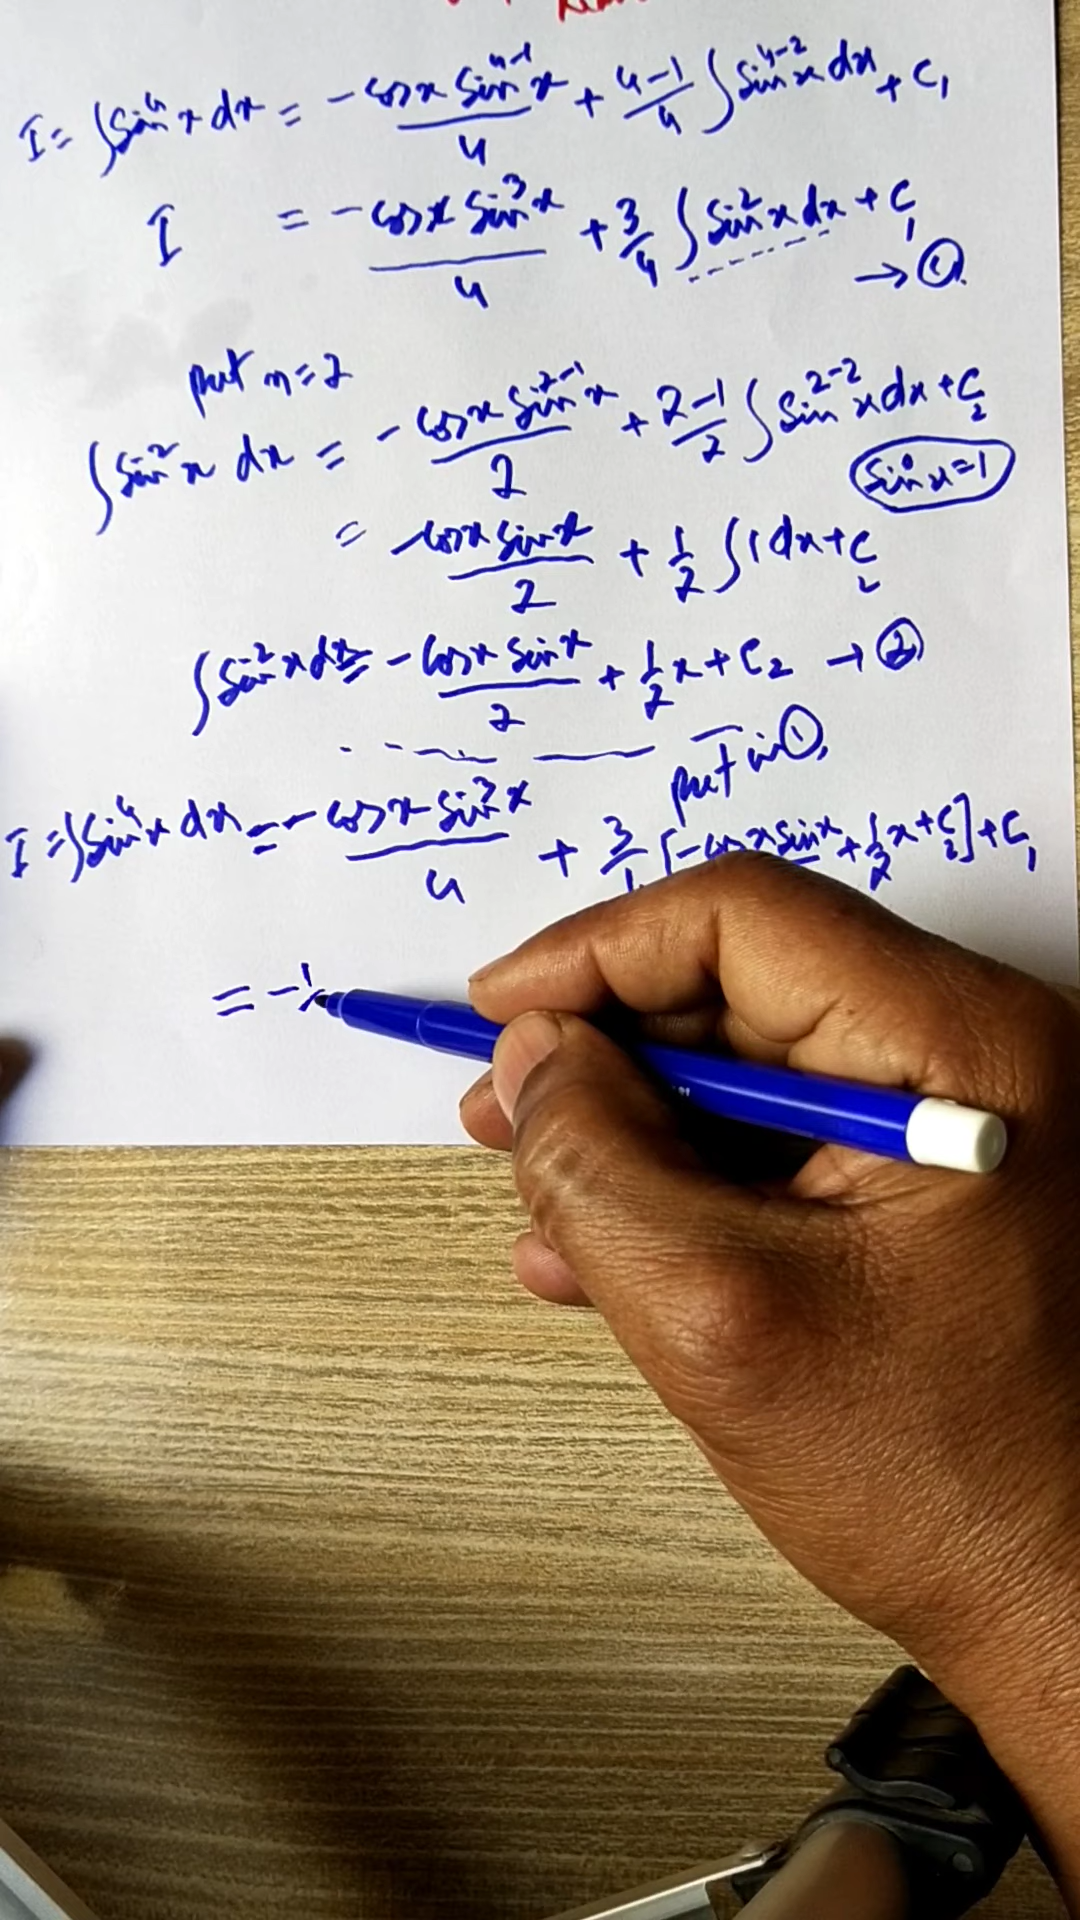 I = ∫sin⁴x dx = -cosx sin⁴⁻¹x/4 + 4-1/4 ∫sin⁴⁻²x dx + C₁
I = -cosx sin³x/4 + 3/4 ∫sin²x dx + C₁
→ ①
put n=2
∫sin²x dx = -cosx sin²⁻¹x/2 + 2-1/2 ∫sin²⁻²x dx + C₂
sin⁰x=1
= -cosx sinx/2 + 1/2 ∫1 dx + C₂
∫sin²x dx = -cosx sinx/2 + 1/2 x + C₂ → ②
put in ①,
I = ∫sin⁴x dx = -cosx sin³x/4 + 3/ [-cosx sinx + 1/2 x + C₂] + C₁
= -1/